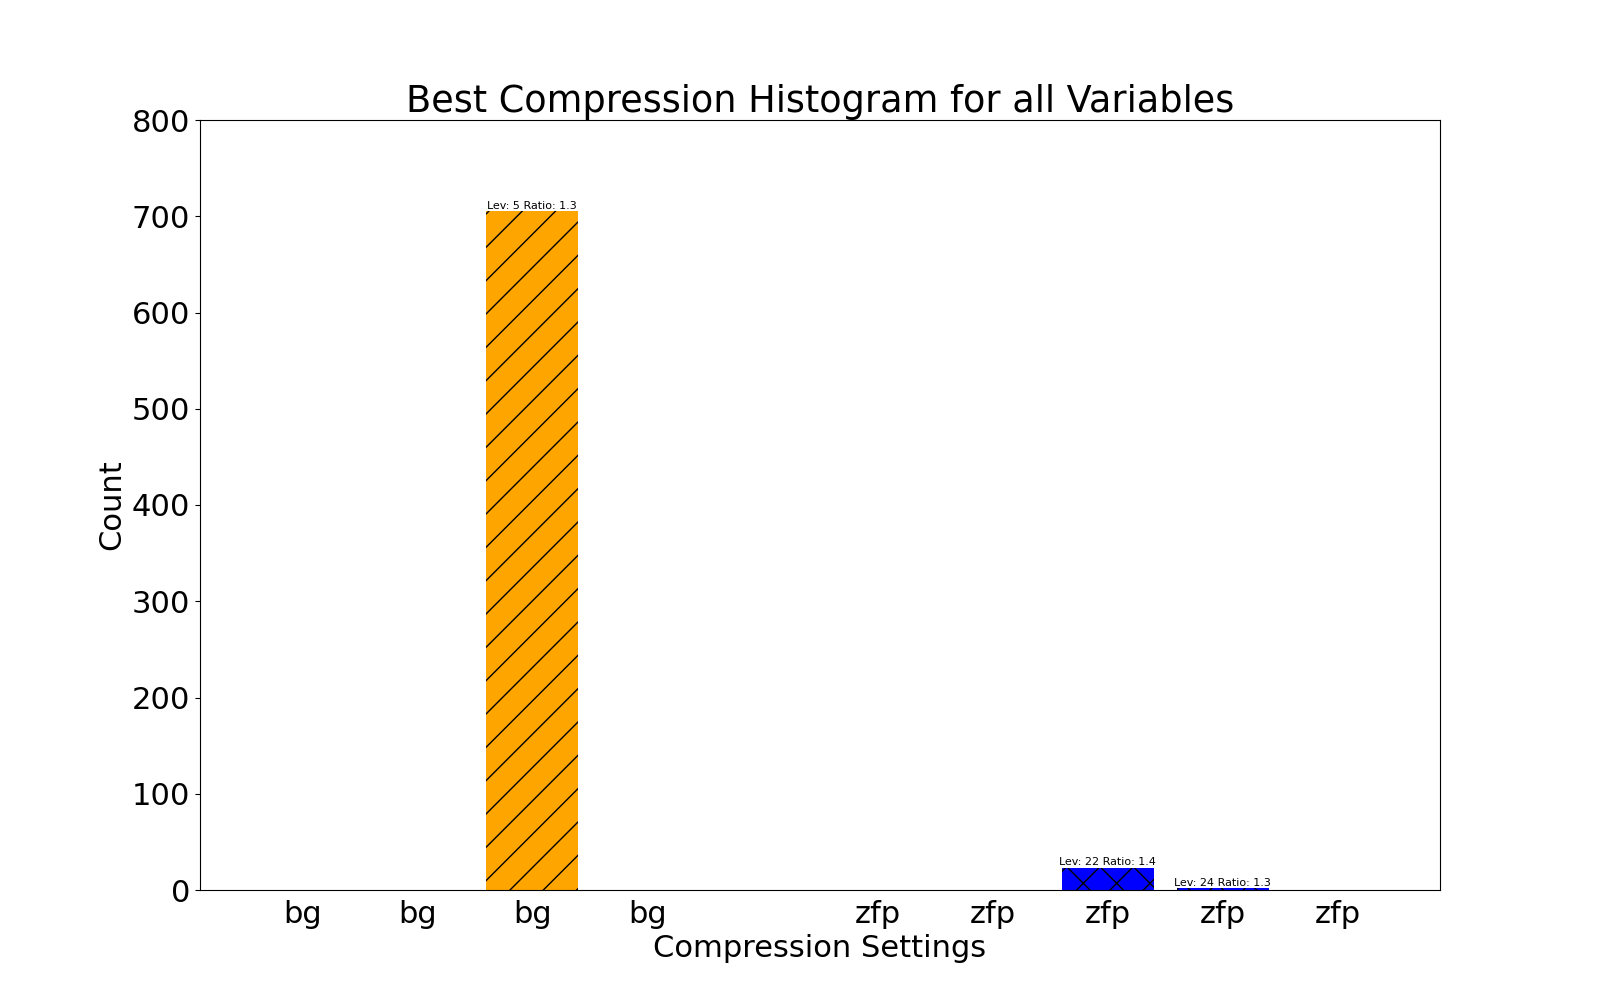 Best Compression Histogram for all Variables
800
700
600
500
400
300
200
100
0
Count
Lev: 5 Ratio: 1.3
Lev: 22 Ratio: 1.4
Lev: 24 Ratio: 1.3
bg bg bg bg zfp zfp zfp zfp zfp
Compression Settings